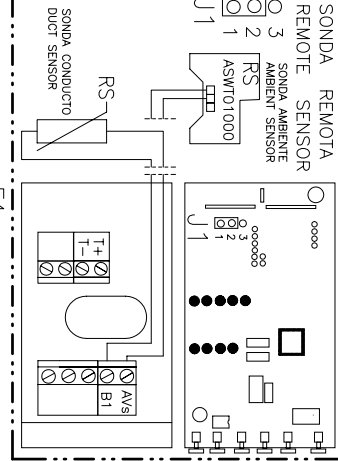 SONDA REMOTA
REMOTE SENSOR
J1
1
2
3
SONDA AMBIENTE
AMBIENT SENSOR
RS
ASWT01000
RS
SONDA CONDUCTO
DUCT SENSOR
J1
1
2
3
T+
T-
AVs
B1